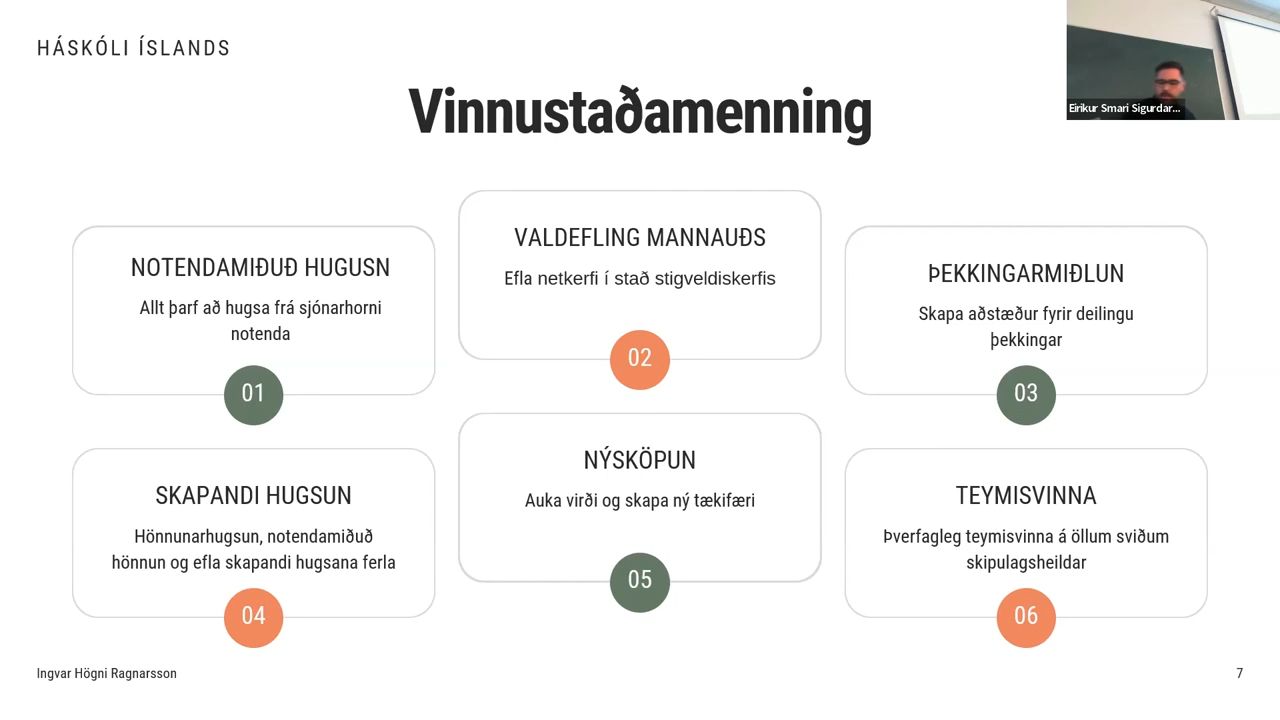 HÁSKÓLI ÍSLANDS
Eirikur Smari Sigurdar...
Vinnustaðamenning
NOTENDAMIÐUÐ HUGUSN
Allt þarf að hugsa frá sjónarhorni
notenda
01
VALDEFLING MANNAUÐS
Efla netkerfi í stað stigveldiskerfis
02
ÞEKKINGARMIÐLUN
Skapa aðstæður fyrir deilingu
þekkingar
03
SKAPANDI HUGSUN
Hönnunarhugsun, notendamiðuð
hönnun og efla skapandi hugsana ferla
04
NÝSKÖPUN
Auka virði og skapa ný tækifæri
05
TEYMISVINNA
Þverfagleg teymisvinna á öllum sviðum
skipulagsheildar
06
Ingvar Högni Ragnarsson
7